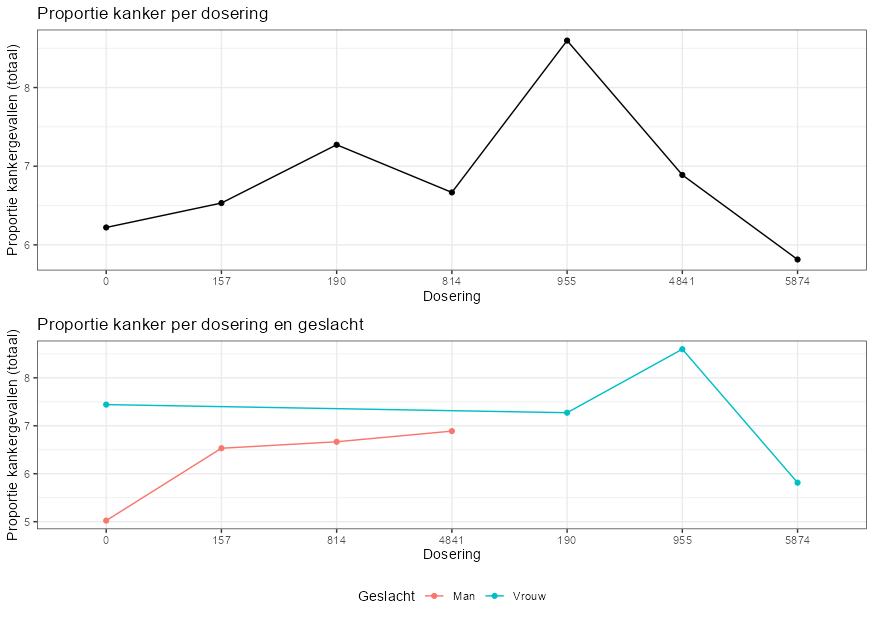 Proportie kanker per dosering
Proportie kankergevallen (totaal)
8
7
6
0 157 190 814 955 4841 5874
Dosering
Proportie kanker per dosering en geslacht
Proportie kankergevallen (totaal)
8
7
6
5
0 157 814 4841 190 955 5874
Dosering
Geslacht Man Vrouw